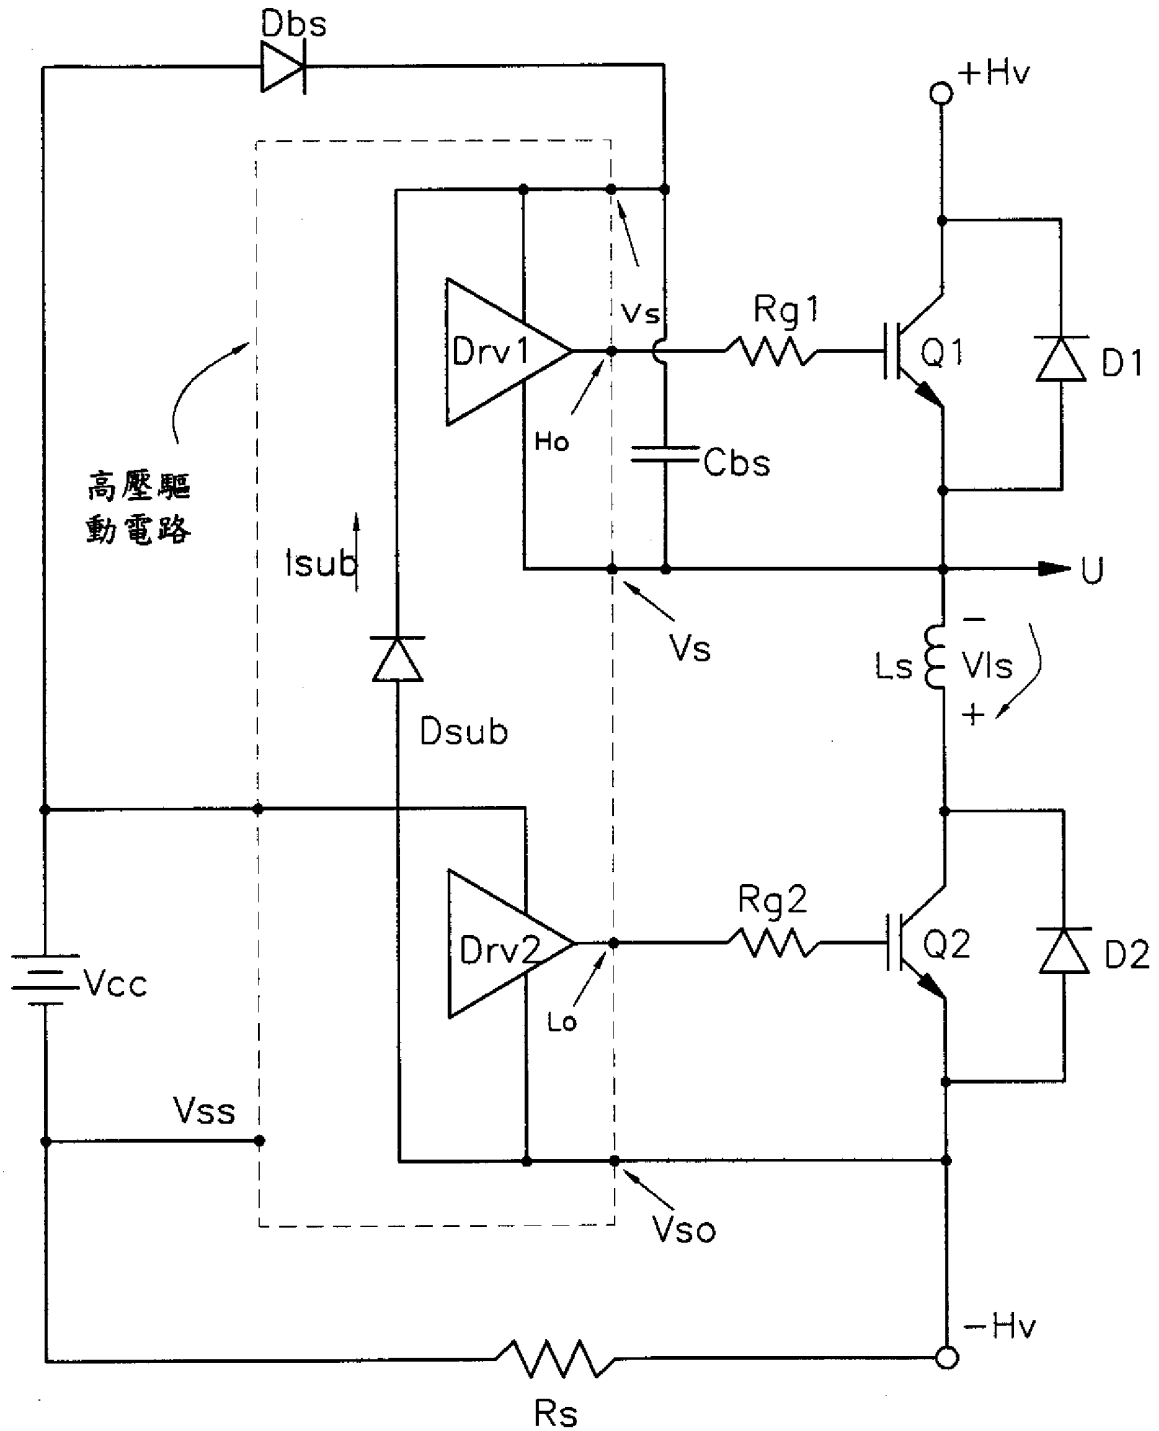 Dbs
+Hv
Vs
Rg1
Drv1
Q1
D1
Ho
Cbs
高壓驅
動電路
Isub
U
Vs
Ls
-
Vls
+
Dsub
Rg2
Drv2
Q2
D2
Vcc
Lo
Vss
Vso
-Hv
Rs